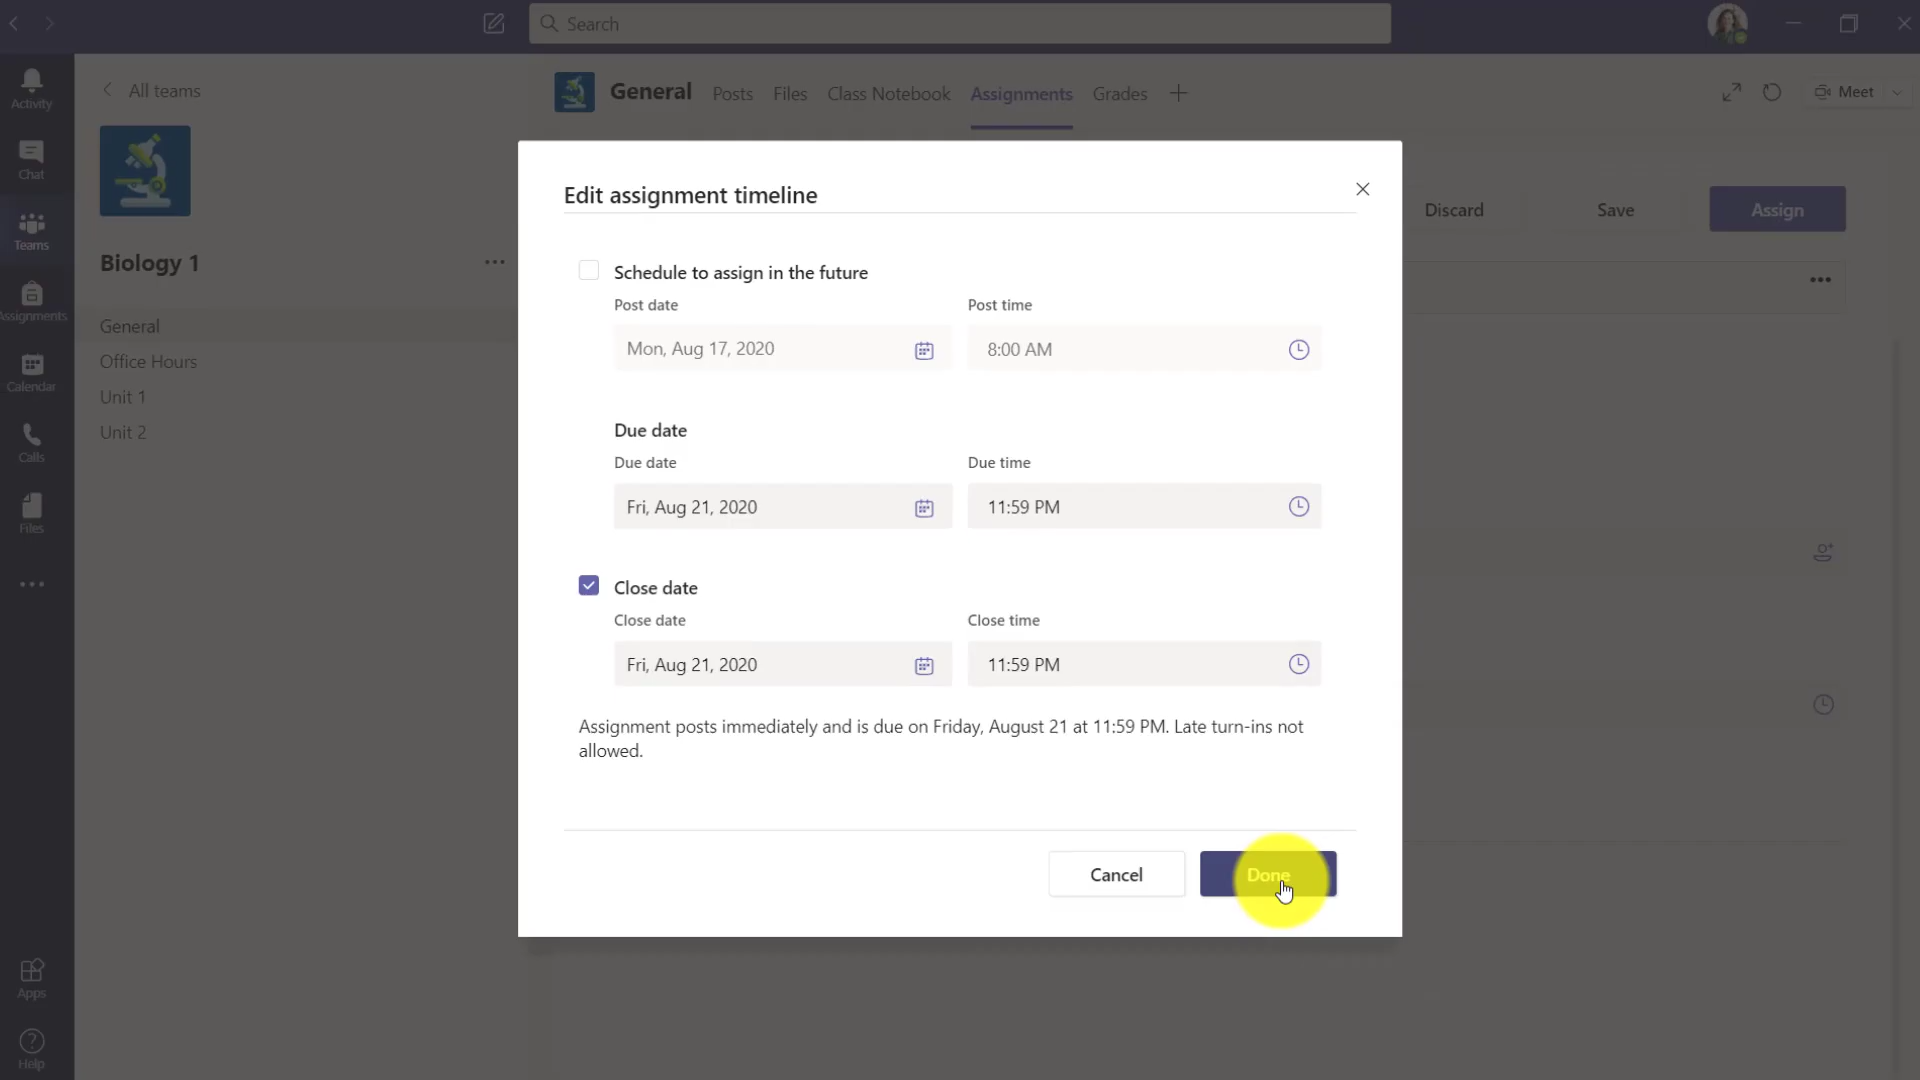 Search
Activity
Chat
Teams
Assignments
Calendar
Calls
Files
Apps
Help
All teams
Biology 1
General
Office Hours
Unit 1
Unit 2
General Posts Files Class Notebook Assignments Grades
Meet
Discard Save Assign
Edit assignment timeline
Schedule to assign in the future
Post date Post time
Mon, Aug 17, 2020 8:00 AM
Due date
Due date Due time
Fri, Aug 21, 2020 11:59 PM
Close date
Close date Close time
Fri, Aug 21, 2020 11:59 PM
Assignment posts immediately and is due on Friday, August 21 at 11:59 PM. Late turn-ins not
allowed.
Cancel Done